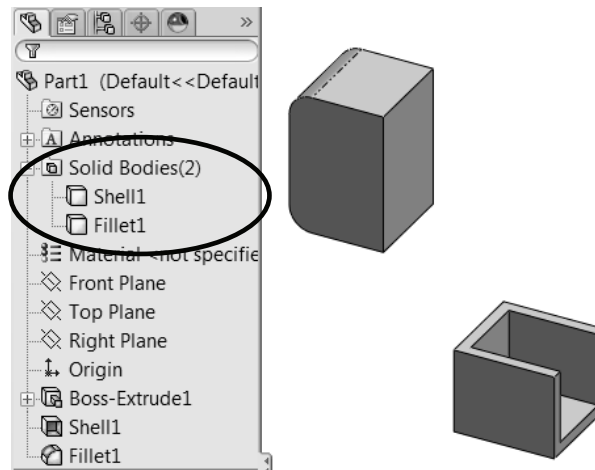 »
Part1 (Default<<Default
Sensors
Annotations
Solid Bodies(2)
Shell1
Fillet1
Material <not specifie
Front Plane
Top Plane
Right Plane
Origin
Boss-Extrude1
Shell1
Fillet1